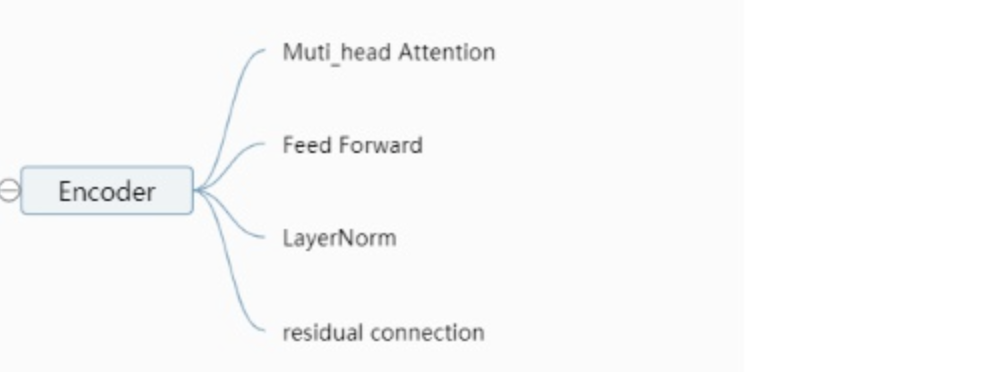 Muti_head Attention
Feed Forward
Encoder
LayerNorm
residual connection